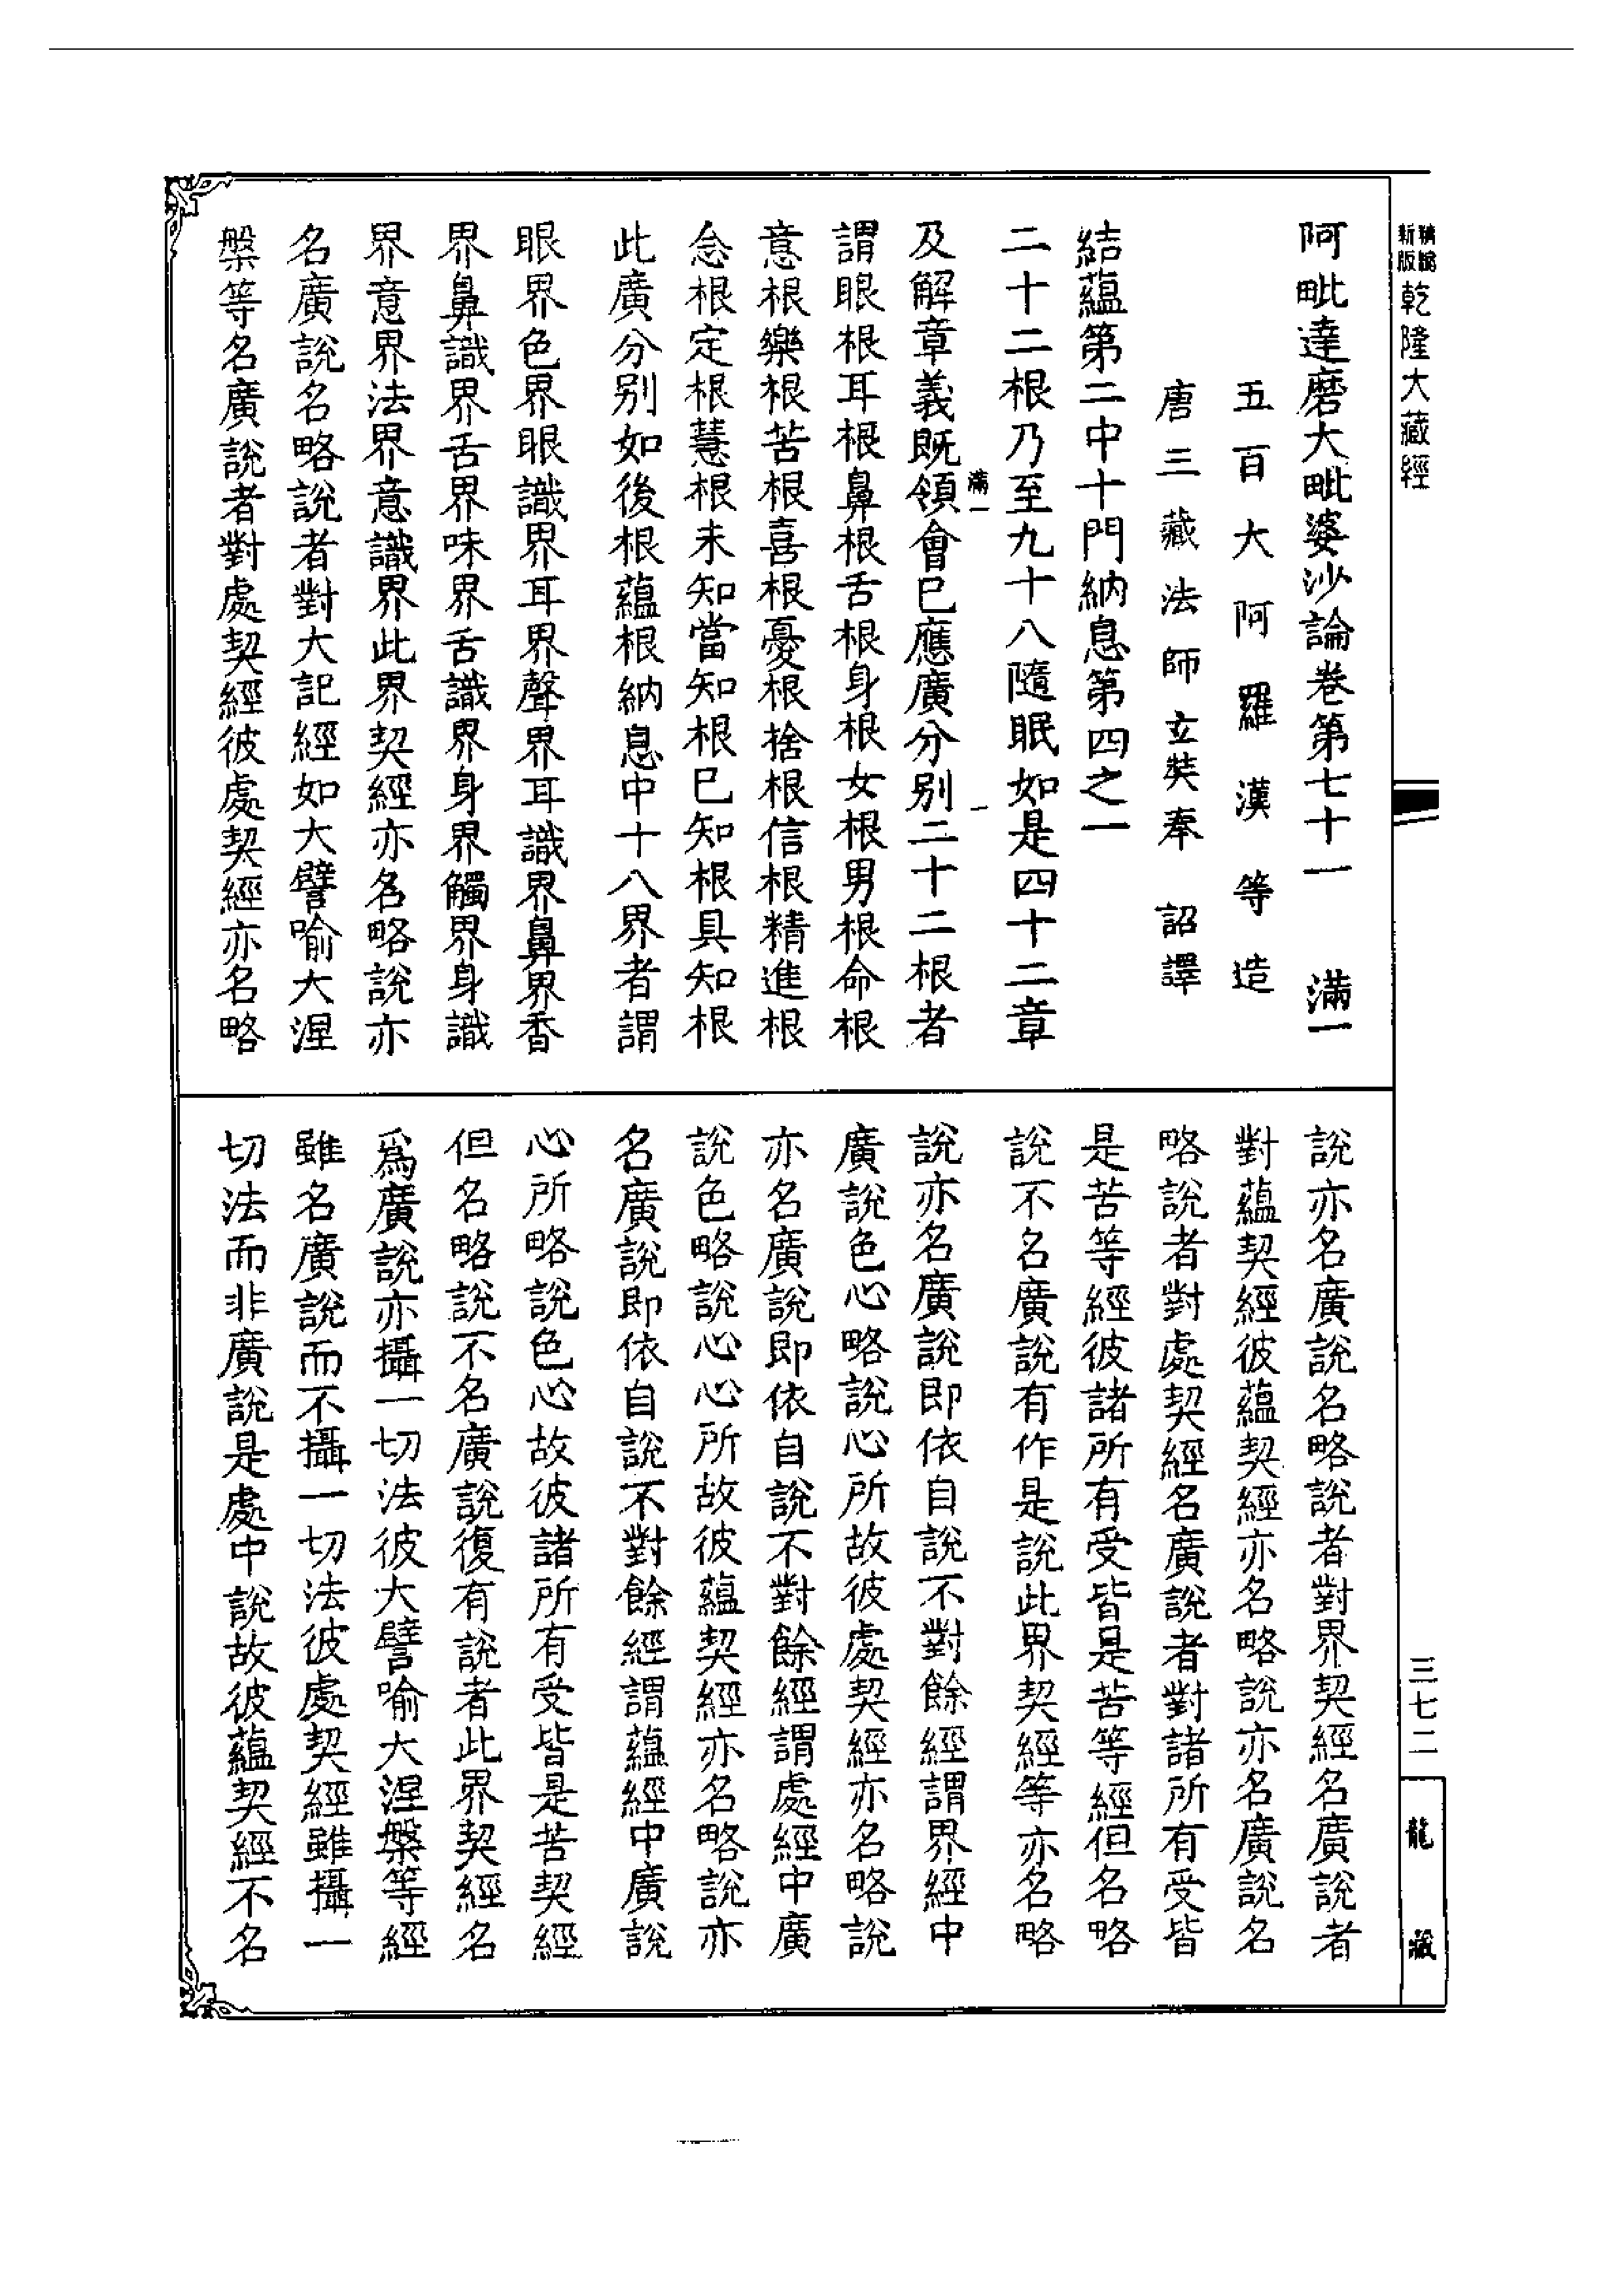 新編
新版
乾隆大藏經
阿毗達磨大毗婆沙論卷第七十一　滿一
五百大阿羅漢等造
唐三藏法師玄奘奉　詔譯
結蘊第二中十門納息第四之一
二十二根乃至九十八隨眠如是四十二章
滿一　一
及解章義既領會已應廣分別二十二根者
謂眼根耳根鼻根舌根身根女根男根命根
意根樂根苦根喜根憂根捨根信根精進根
念根定根慧根未知當知根已知根具知根
此廣分別如後根蘊根納息中十八界者謂
眼界色界眼識界耳界聲界耳識界鼻界香
界鼻識界舌界味界舌識界身界觸界身識
界意界法界意識界此界契經亦名略說亦
名廣說名略說者對大記經如大譬喻大涅
槃等名廣說者對處契經彼處契經亦名略
說亦名廣說名略說者對界契經名廣說者
對蘊契經彼蘊契經亦名略說亦名廣說名
略說者對處契經名廣說者對諸所有受皆
是苦等經彼諸所有受皆是苦等經但名略
說不名廣說有作是說此界契經等亦名略
說亦名廣說即依自說不對餘經謂界經中
廣說色心略說心所故彼處契經亦名略說
亦名廣說即依自說不對餘經謂處經中廣
說色略說心心所故彼蘊契經亦名略說亦
名廣說即依自說不對餘經謂蘊經中廣說
心所略說色心故彼諸所有受皆是苦契經
但名略說不名廣說復有說者此界契經名
爲廣說亦攝一切法彼大譬喻大涅槃等經
雖名廣說而不攝一切法彼處契經雖攝一
切法而非廣說是處中說故彼蘊契經不名
三七二
龍藏